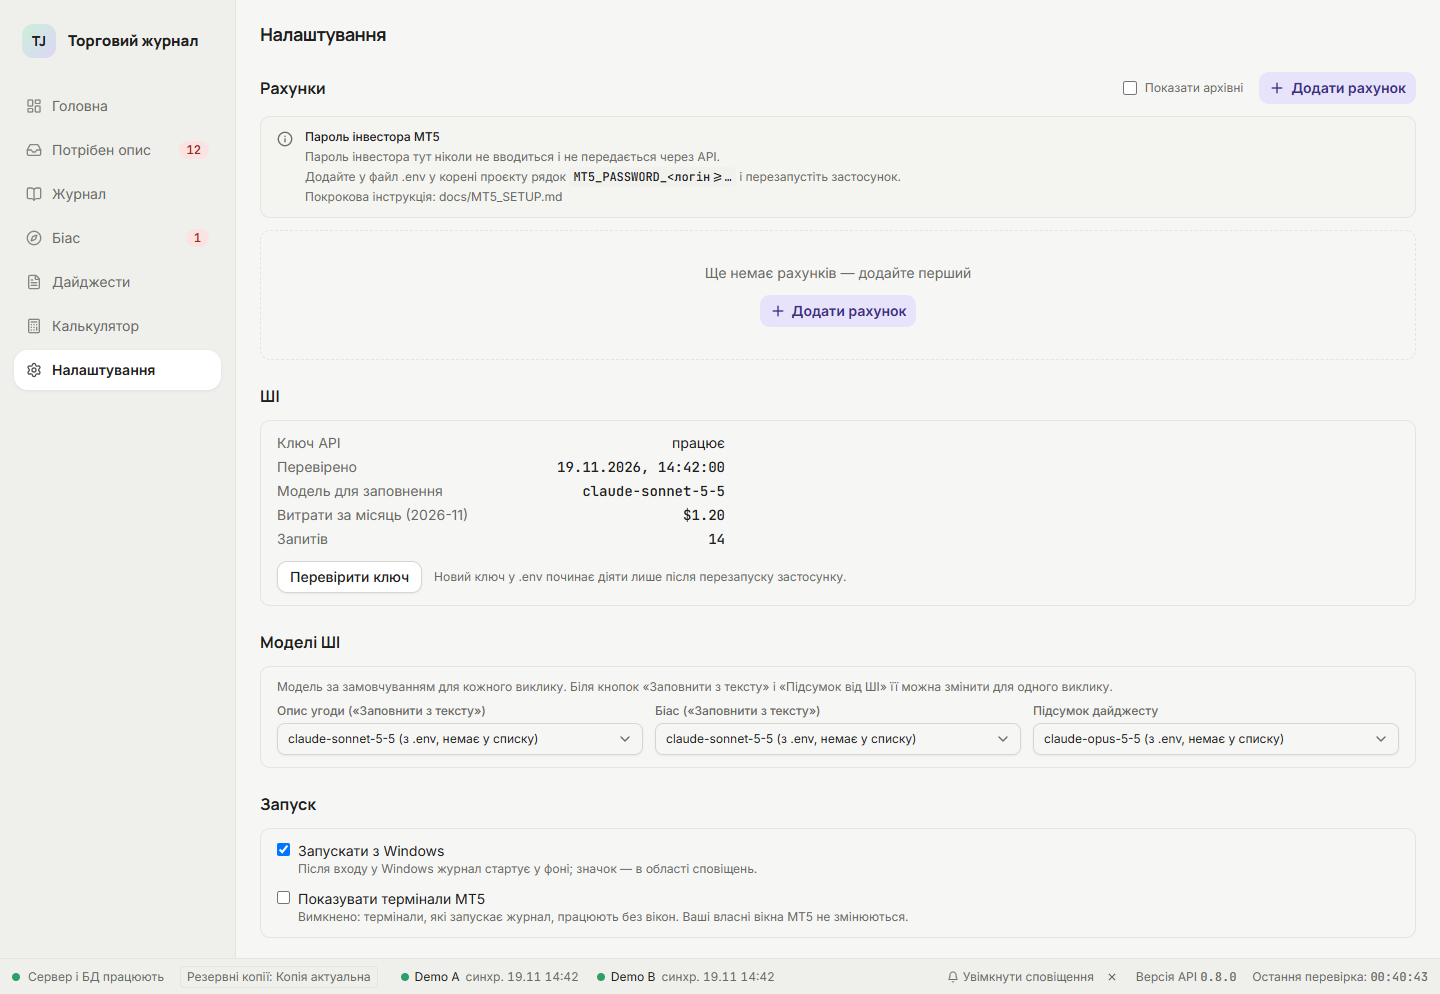 TJ Торговий журнал
Головна
Потрібен опис 12
Журнал
Біас 1
Дайджести
Калькулятор
Налаштування
Налаштування
Рахунки
Показати архівні
+ Додати рахунок
Пароль інвестора MT5
Пароль інвестора тут ніколи не вводиться і не передається через API.
Додайте у файл .env у корені проєкту рядок MT5_PASSWORD_<логін>=… і перезапустіть застосунок.
Покрокова інструкція: docs/MT5_SETUP.md
Ще немає рахунків — додайте перший
+ Додати рахунок
ШІ
Ключ API працює
Перевірено 19.11.2026, 14:42:00
Модель для заповнення claude-sonnet-5-5
Витрати за місяць (2026-11) $1.20
Запитів 14
Перевірити ключ
Новий ключ у .env починає діяти лише після перезапуску застосунку.
Моделі ШІ
Модель за замовчуванням для кожного виклику. Біля кнопок «Заповнити з тексту» і «Підсумок від ШІ» її можна змінити для одного виклику.
Опис угоди («Заповнити з тексту»)
claude-sonnet-5-5 (з .env, немає у списку)
Біас («Заповнити з тексту»)
claude-sonnet-5-5 (з .env, немає у списку)
Підсумок дайджесту
claude-opus-5-5 (з .env, немає у списку)
Запуск
Запускати з Windows
Після входу у Windows журнал стартує у фоні; значок — в області сповіщень.
Показувати термінали MT5
Вимкнено: термінали, які запускає журнал, працюють без вікон. Ваші власні вікна MT5 не змінюються.
Сервер і БД працюють
Резервні копії: Копія актуальна
Demo A синхр. 19.11 14:42
Demo B синхр. 19.11 14:42
Увімкнути сповіщення ×
Версія API 0.8.0
Остання перевірка: 00:40:43